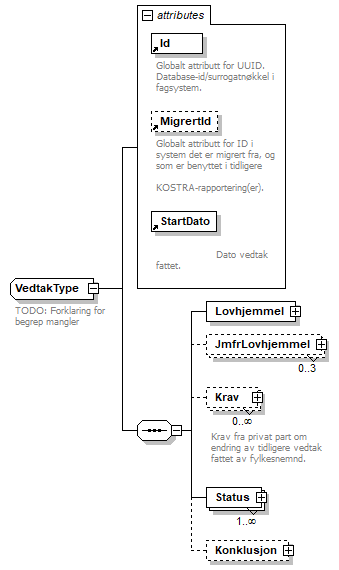 attributes
Id
Globalt attributt for UUID.
Database-id/surrogatnøkkel i
fagsystem.
MigrertId
Globalt attributt for ID i
system det er migrert fra, og
som er benyttet i tidligere
KOSTRA-rapportering(er).
StartDato
Dato vedtak
fattet.
VedtakType
TODO: Forklaring for
begrep mangler
Lovhjemmel
JmfrLovhjemmel
0..3
Krav
0..∞
Krav fra privat part om
endring av tidligere vedtak
fattet av fylkesnemnd.
Status
1..∞
Konklusjon